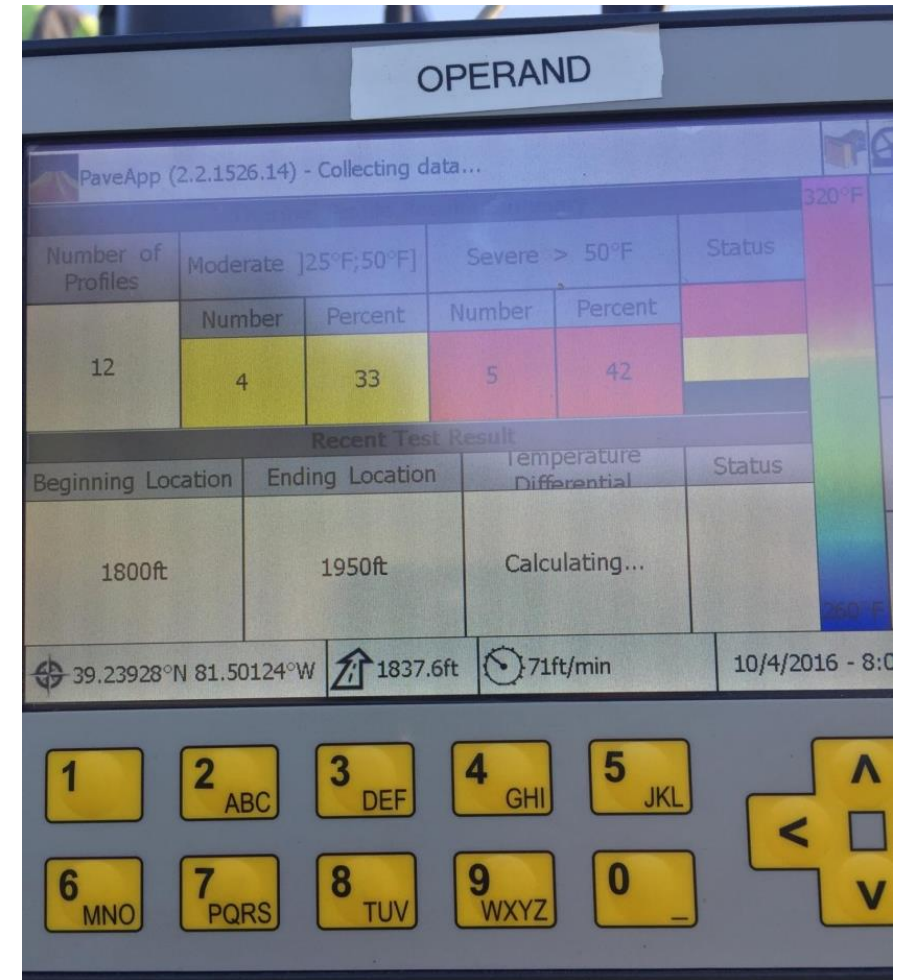 OPERAND
PaveApp (2.2.1526.14) - Collecting data...
320°F
Number of Profiles
Moderate ]25°F;50°F]
Severe > 50°F
Status
Number
Percent
Number
Percent
12
4
33
5
42
Recent Test Result
Beginning Location
Ending Location
Temperature Differential
Status
1800ft
1950ft
Calculating...
260°F
39.23928°N 81.50124°W
1837.6ft
71ft/min
10/4/2016 - 8:0
1
2 ABC
3 DEF
4 GHI
5 JKL
<
^
6 MNO
7 PQRS
8 TUV
9 WXYZ
0 _
v